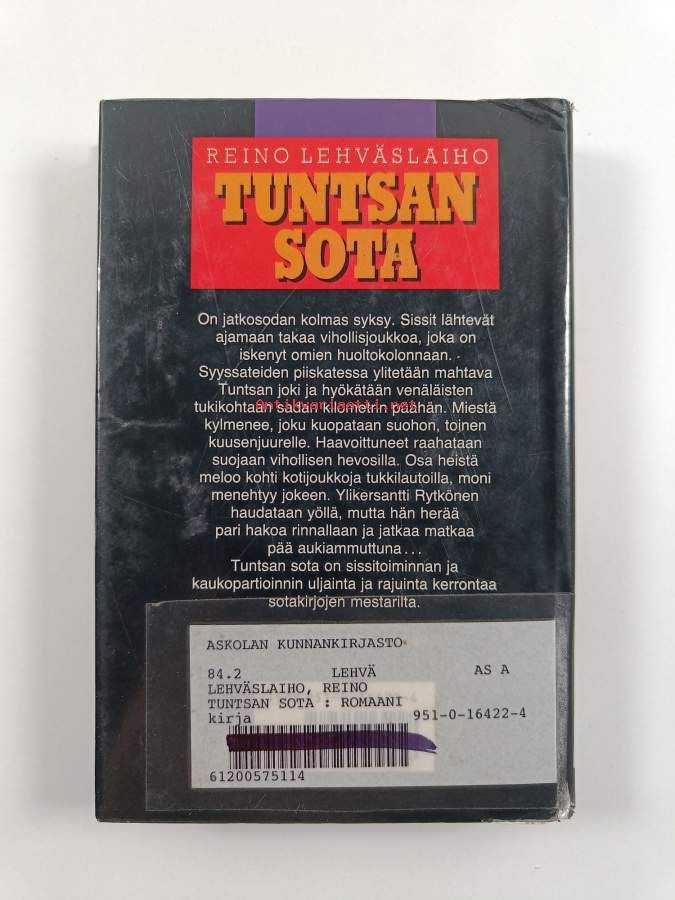 REINO LEHVÄSLAIHO
TUNTSAN
SOTA
On jatkosodan kolmas syksy. Sissit lähtevät
ajamaan takaa vihollisjoukkoa, joka on
iskenyt omien huoltokolonnaan.
Syyssateiden piiskatessa ylitetään mahtava
Tuntsan joki ja hyökätään venäläisten
tukikohtaan sadan kilometrin päähän. Miestä
Antikvariaatti.net
kylmenee, joku kuopataan suohon, toinen
kuusenjuurelle. Haavoittuneet raahataan
suojaan vihollisen hevosilla. Osa heistä
meloo kohti kotijoukkoja tukkilautoilla, moni
menehtyy jokeen. Ylikersantti Rytkönen
haudataan yöllä, mutta hän herää
pari hakoa rinnallaan ja jatkaa matkaa
pää aukiammuttuna...
Tuntsan sota on sissitoiminnan ja
kaukopartioinnin uljainta ja rajuinta kerrontaa
sotakirjojen mestarilta.
ASKOLAN KUNNANKIRJASTO
84.2 LEHVÄ AS A
LEHVÄSLAIHO, REINO
TUNTSAN SOTA : ROMAANI
kirja 951-0-16422-4
61200575114